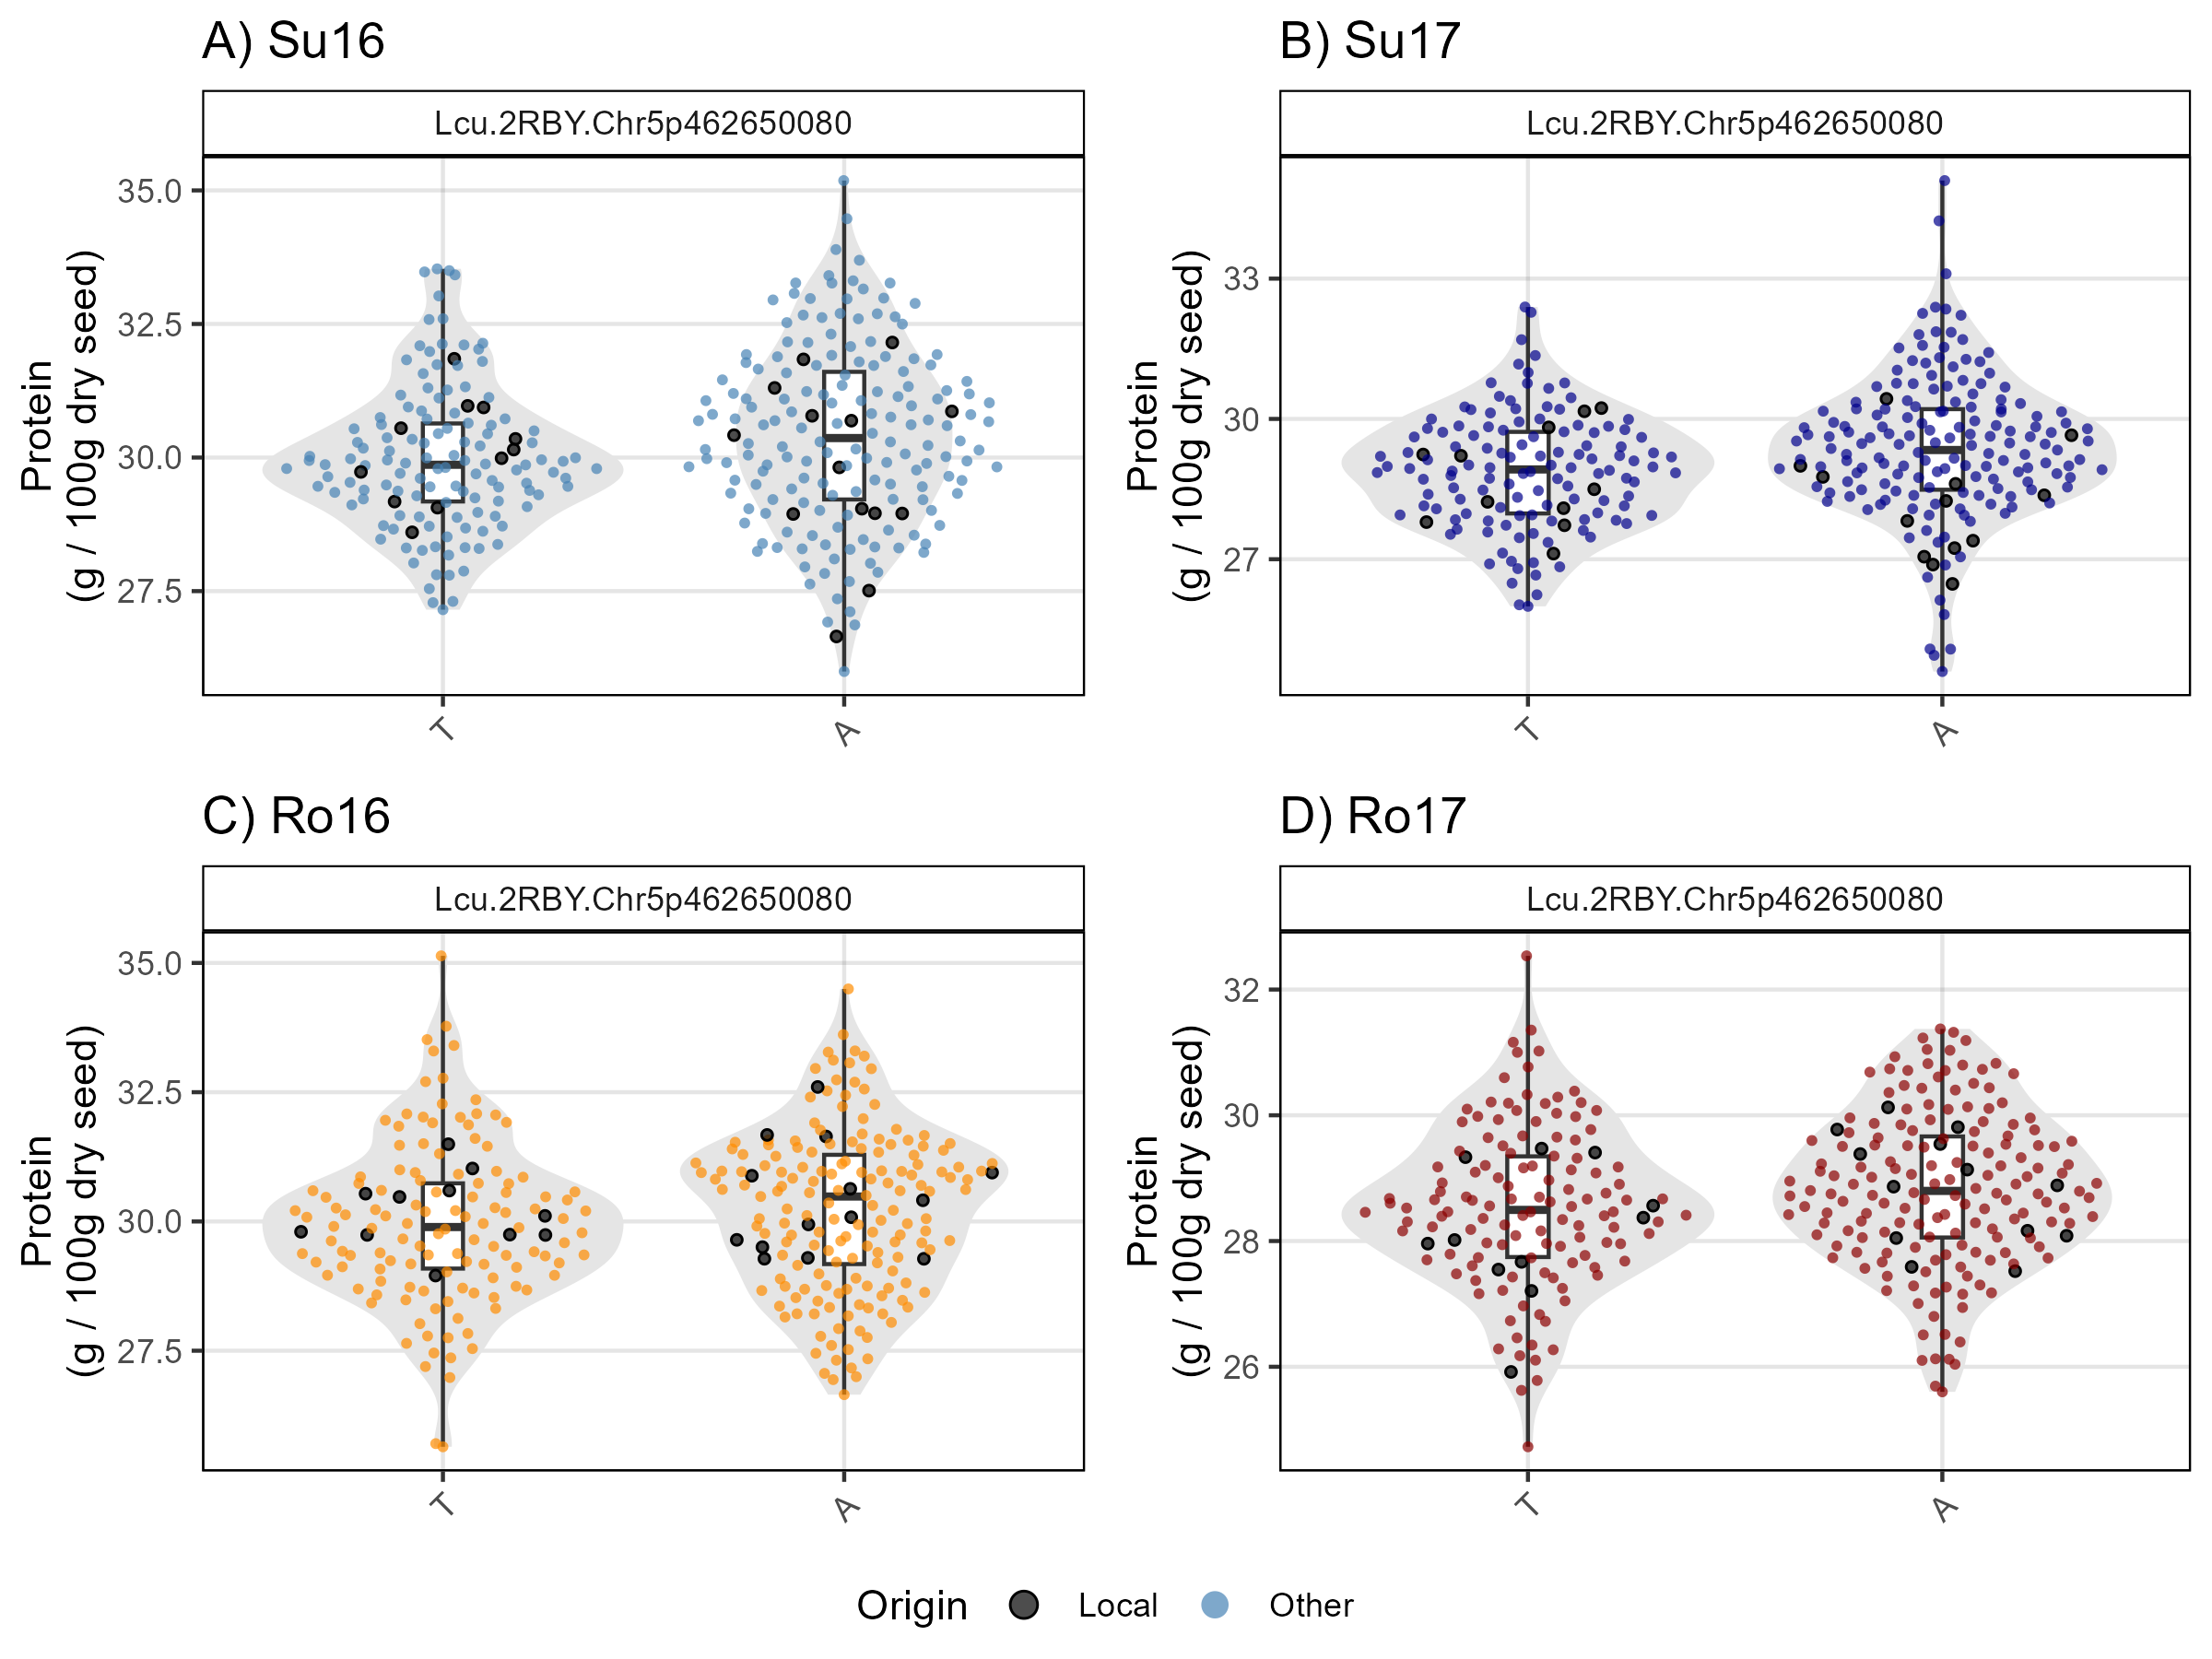 A) Su16
Lcu.2RBY.Chr5p462650080
Protein
(g / 100g dry seed)
35.0
32.5
30.0
27.5
T
A
B) Su17
Lcu.2RBY.Chr5p462650080
Protein
(g / 100g dry seed)
33
30
27
T
A
C) Ro16
Lcu.2RBY.Chr5p462650080
Protein
(g / 100g dry seed)
35.0
32.5
30.0
27.5
T
A
D) Ro17
Lcu.2RBY.Chr5p462650080
Protein
(g / 100g dry seed)
32
30
28
26
T
A
Origin Local Other